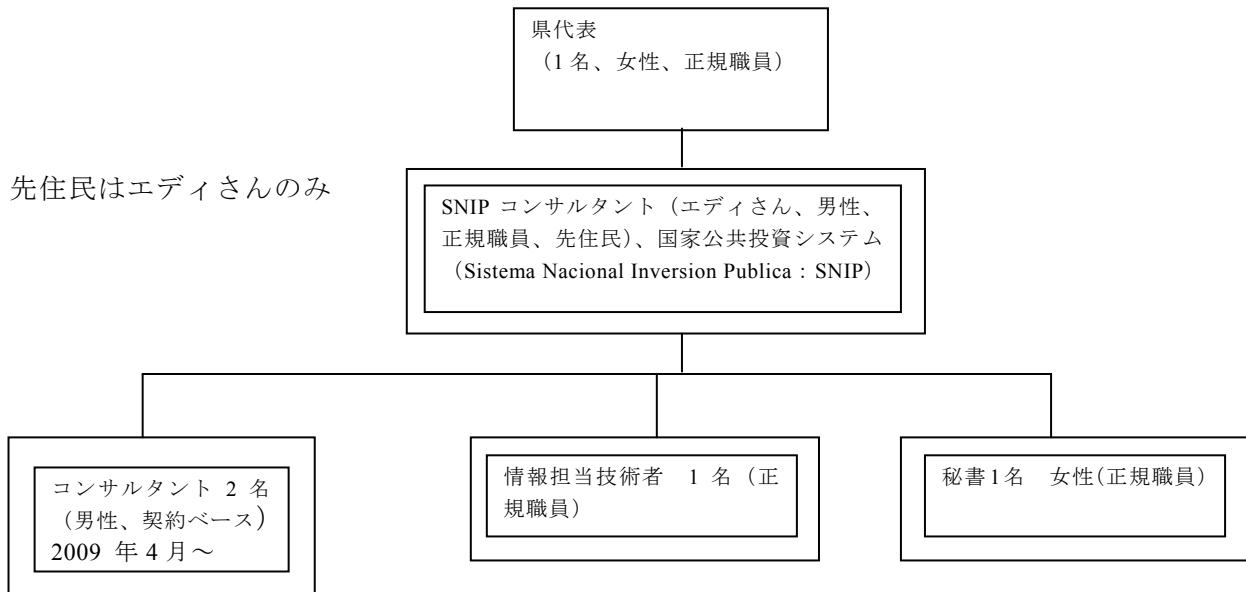 県代表
（1 名、女性、正規職員）
先住民はエディさんのみ
SNIP コンサルタント（エディさん、男性、
正規職員、先住民）、国家公共投資システム
（Sistema Nacional Inversion Publica : SNIP）
コンサルタント 2 名
（男性、契約ベース）
2009 年 4 月～
情報担当技術者 1 名（正
規職員）
秘書1名 女性（正規職員）